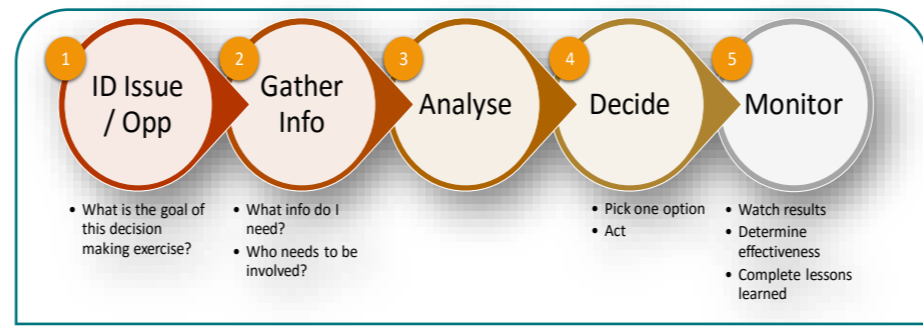 1
ID Issue
/ Opp
2
Gather
Info
3
Analyse
4
Decide
5
Monitor
• What is the goal of
this decision
making exercise?
• What info do I
need?
• Who needs to be
involved?
• Pick one option
• Act
• Watch results
• Determine
effectiveness
• Complete lessons
learned